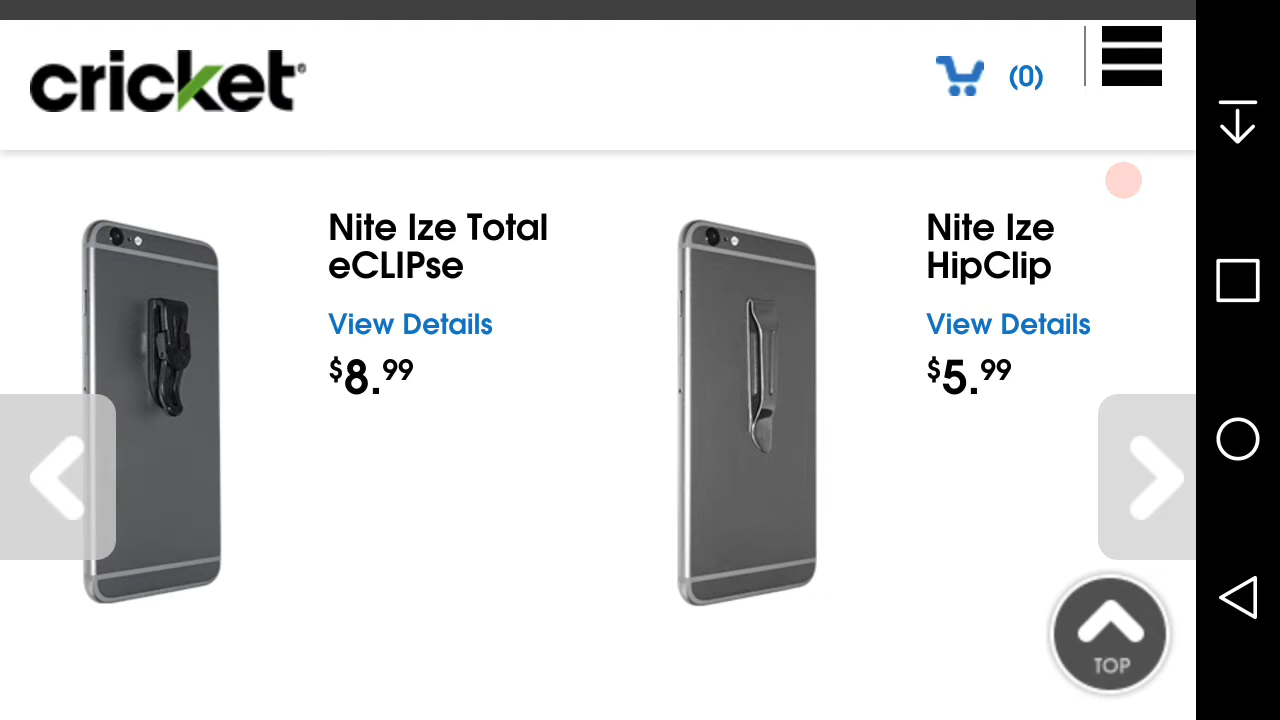 cricket
(0)
Nite Ize Total
eCLIPse
View Details
$8.99
Nite Ize
HipClip
View Details
$5.99
TOP